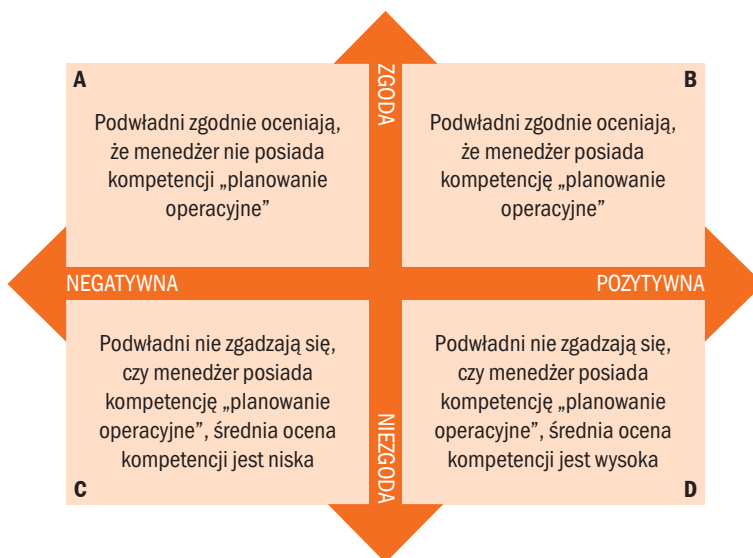 A
Podwładni zgodnie oceniają,
że menedżer nie posiada
kompetencji „planowanie
operacyjne”
ZGODA
B
Podwładni zgodnie oceniają,
że menedżer posiada
kompetencję „planowanie
operacyjne”
NEGATYWNA
POZYTYWNA
Podwładni nie zgadzają się,
czy menedżer posiada
kompetencję „planowanie
operacyjne”, średnia ocena
kompetencji jest niska
C
NIEZGODA
Podwładni nie zgadzają się,
czy menedżer posiada
kompetencję „planowanie
operacyjne”, średnia ocena
kompetencji jest wysoka
D